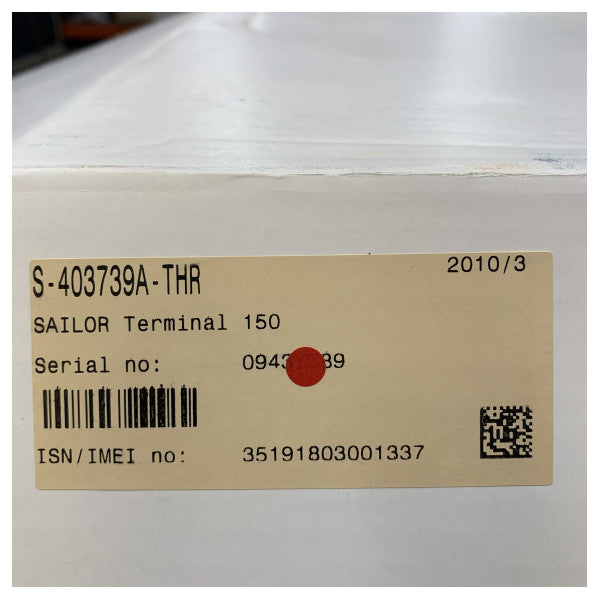 S-403739A-THR
2010/3
SAILOR Terminal 150
Serial no:
ISN/IMEI no: 35191803001337